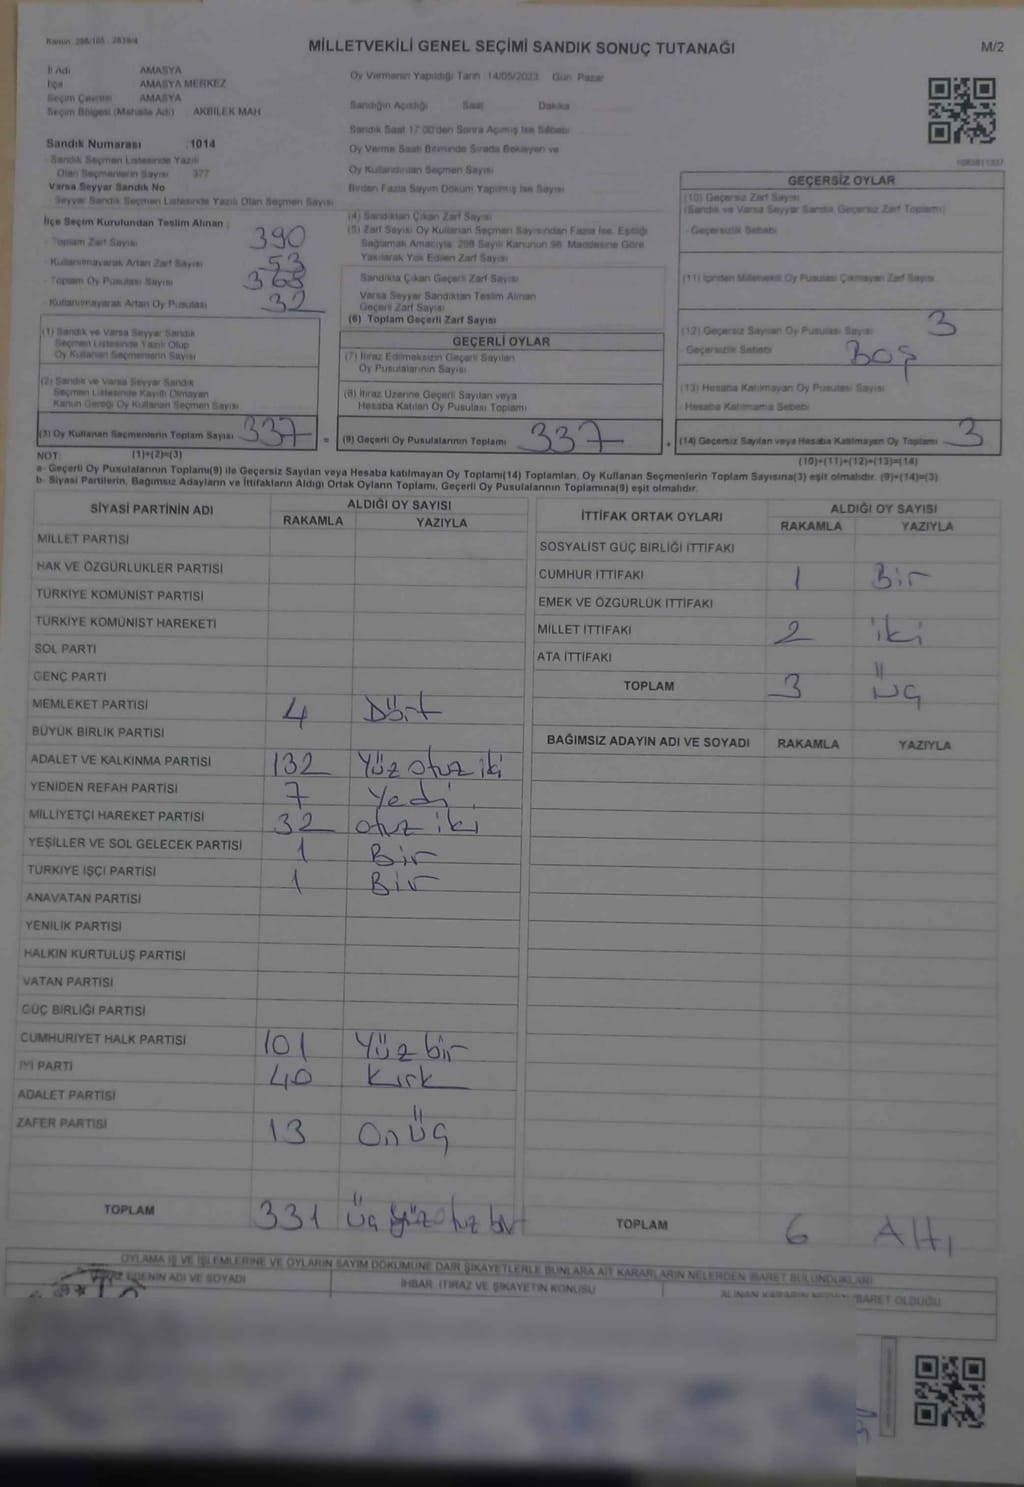 Kanun: 298/105 - 2839/4
MİLLETVEKİLİ GENEL SEÇİMİ SANDIK SONUÇ TUTANAĞI
M/2
İl Adı AMASYA
İlçe AMASYA MERKEZ
Seçim Çevresi AMASYA
Seçim Bölgesi (Mahalle Adı) AKBİLEK MAH
Sandık Numarası 1014
Sandık Seçmen Listesinde Yazılı
Olan Seçmenlerin Sayısı 377
Varsa Seyyar Sandık No
Seyyar Sandık Seçmen Listesinde Yazılı Olan Seçmen Sayısı
Oy Vermenin Yapıldığı Tarih 14/05/2023 Gün Pazar
Sandığın Açıldığı Saat Dakika
Sandık Saat 17:00'den Sonra Açılmış İse Sebebi
Oy Verme Saati Bitiminde Sırada Bekleyen ve
Oy Kullandırılan Seçmen Sayısı
Birden Fazla Sayım Döküm Yapılmış İse Sayısı
İlçe Seçim Kurulundan Teslim Alınan :
Toplam Zarf Sayısı 390
Kullanılmayarak Artan Zarf Sayısı 53
Toplam Oy Pusulası Sayısı 368
Kullanılmayarak Artan Oy Pusulası 32
(4) Sandıktan Çıkan Zarf Sayısı
(5) Zarf Sayısı Oy Kullanan Seçmen Sayısından Fazla İse, Eşitliği
Sağlamak Amacıyla 298 Sayılı Kanunun 98. Maddesine Göre
Yakılarak Yok Edilen Zarf Sayısı
Sandıkta Çıkan Geçerli Zarf Sayısı
Varsa Seyyar Sandıktan Teslim Alınan
Geçerli Zarf Sayısı
(6) Toplam Geçerli Zarf Sayısı
GEÇERSİZ OYLAR
(10) Geçersiz Zarf Sayısı
(Sandık ve Varsa Seyyar Sandık Geçersiz Zarf Toplamı)
- Geçersizlik Sebebi
(11) İçinden Milletvekili Oy Pusulası Çıkmayan Zarf Sayısı
(12) Geçersiz Sayılan Oy Pusulası Sayısı 3
- Geçersizlik Sebebi BOŞ
(13) Hesaba Katılmayan Oy Pusulası Sayısı
- Hesaba Katılmama Sebebi
(1) Sandık ve Varsa Seyyar Sandık
Seçmen Listesinde Yazılı Olup
Oy Kullanan Seçmenlerin Sayısı
(2) Sandık ve Varsa Seyyar Sandık
Seçmen Listesinde Kayıtlı Olmayan
Kanun Gereği Oy Kullanan Seçmen Sayısı
GEÇERLİ OYLAR
(7) İtiraz Edilmeksizin Geçerli Sayılan
Oy Pusulalarının Sayısı
(8) İtiraz Üzerine Geçerli Sayılan veya
Hesaba Katılan Oy Pusulası Toplamı
(3) Oy Kullanan Seçmenlerin Toplam Sayısı 337 = (9) Geçerli Oy Pusulalarının Toplamı 337 + (14) Geçersiz Sayılan veya Hesaba Katılmayan Oy Toplamı 3
NOT: (1)+(2)=(3) (10)+(11)+(12)+(13)=(14)
a- Geçerli Oy Pusulalarının Toplamı(9) ile Geçersiz Sayılan veya Hesaba katılmayan Oy Toplamı(14) Toplamları, Oy Kullanan Seçmenlerin Toplam Sayısına(3) eşit olmalıdır. (9)+(14)=(3)
b- Siyasi Partilerin, Bağımsız Adayların ve İttifakların Aldığı Ortak Oyların Toplamı, Geçerli Oy Pusulalarının Toplamına(9) eşit olmalıdır.
SİYASİ PARTİNİN ADI ALDIĞI OY SAYISI
RAKAMLA YAZIYLA
MİLLET PARTİSİ
HAK VE ÖZGÜRLÜKLER PARTİSİ
TÜRKİYE KOMÜNİST PARTİSİ
TÜRKİYE KOMÜNİST HAREKETİ
SOL PARTİ
GENÇ PARTİ
MEMLEKET PARTİSİ 4 Dört
BÜYÜK BİRLİK PARTİSİ
ADALET VE KALKINMA PARTİSİ 132 Yüz otuz iki
YENİDEN REFAH PARTİSİ 7 Yedi
MİLLİYETÇİ HAREKET PARTİSİ 32 otuz iki
YEŞİLLER VE SOL GELECEK PARTİSİ 1 Bir
TÜRKİYE İŞÇİ PARTİSİ 1 Bir
ANAVATAN PARTİSİ
YENİLİK PARTİSİ
HALKIN KURTULUŞ PARTİSİ
VATAN PARTİSİ
GÜÇ BİRLİĞİ PARTİSİ
CUMHURİYET HALK PARTİSİ 101 Yüz bir
İYİ PARTİ 40 Kırk
ADALET PARTİSİ
ZAFER PARTİSİ 13 On üç
TOPLAM 331 üç yüz otuz bir
İTTİFAK ORTAK OYLARI ALDIĞI OY SAYISI
RAKAMLA YAZIYLA
SOSYALİST GÜÇ BİRLİĞİ İTTİFAKI
CUMHUR İTTİFAKI 1 Bir
EMEK VE ÖZGÜRLÜK İTTİFAKI
MİLLET İTTİFAKI 2 iki
ATA İTTİFAKI
TOPLAM 3 üç
BAĞIMSIZ ADAYIN ADI VE SOYADI RAKAMLA YAZIYLA
TOPLAM 6 Altı
OYLAMA İŞ VE İŞLEMLERİNE VE OYLARIN SAYIM DÖKÜMÜNE DAİR ŞİKAYETLERLE BUNLARA AİT KARARLARIN NELERDEN İBARET BULUNDUKLARI
EDENİN ADI VE SOYADI İHBAR, İTİRAZ VE ŞİKAYETİN KONUSU ALINAN KARARIN NEDEN İBARET OLDUĞU